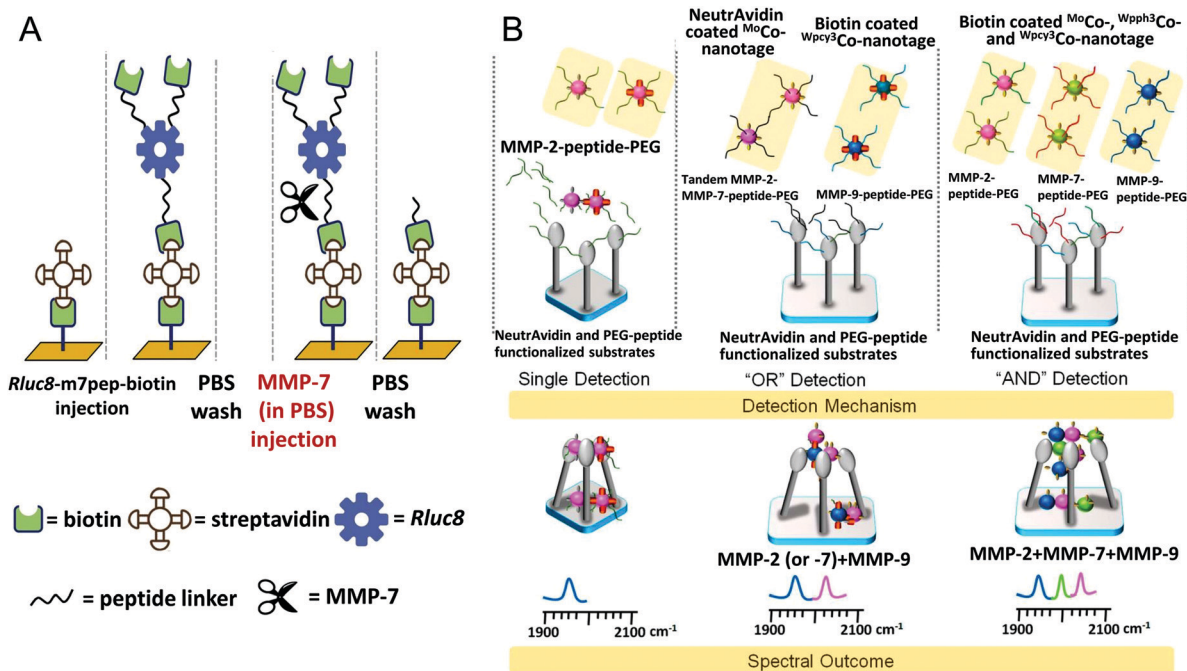 A
Rluc8-m7pep-biotin
injection
PBS
wash
MMP-7
(in PBS)
injection
PBS
wash
= biotin
= streptavidin
= Rluc8
= peptide linker
= MMP-7
B
NeutrAvidin
coated MoCo-
nanotage
Biotin coated
Wpcy3Co-nanotage
Biotin coated MoCo-, Wpph3Co-
and Wpcy3Co-nanotage
MMP-2-peptide-PEG
Tandem MMP-2-
MMP-7-peptide-PEG
MMP-9-peptide-PEG
MMP-2-
peptide-PEG
MMP-7-
peptide-PEG
MMP-9-
peptide-PEG
NeutrAvidin and PEG-peptide
functionalized substrates
NeutrAvidin and PEG-peptide
functionalized substrates
NeutrAvidin and PEG-peptide
functionalized substrates
Single Detection
“OR” Detection
“AND” Detection
Detection Mechanism
MMP-2 (or -7)+MMP-9
MMP-2+MMP-7+MMP-9
1900 2100 cm-1
1900 2100 cm-1
1900 2100 cm-1
Spectral Outcome